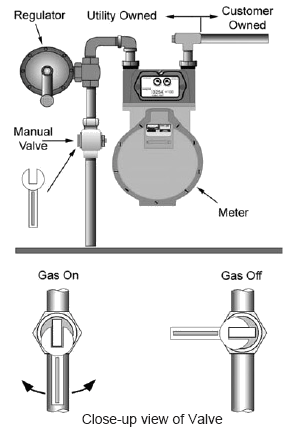 Regulator
Utility Owned
Customer
Owned
Manual
Valve
Meter
Gas On
Gas Off
Close-up view of Valve